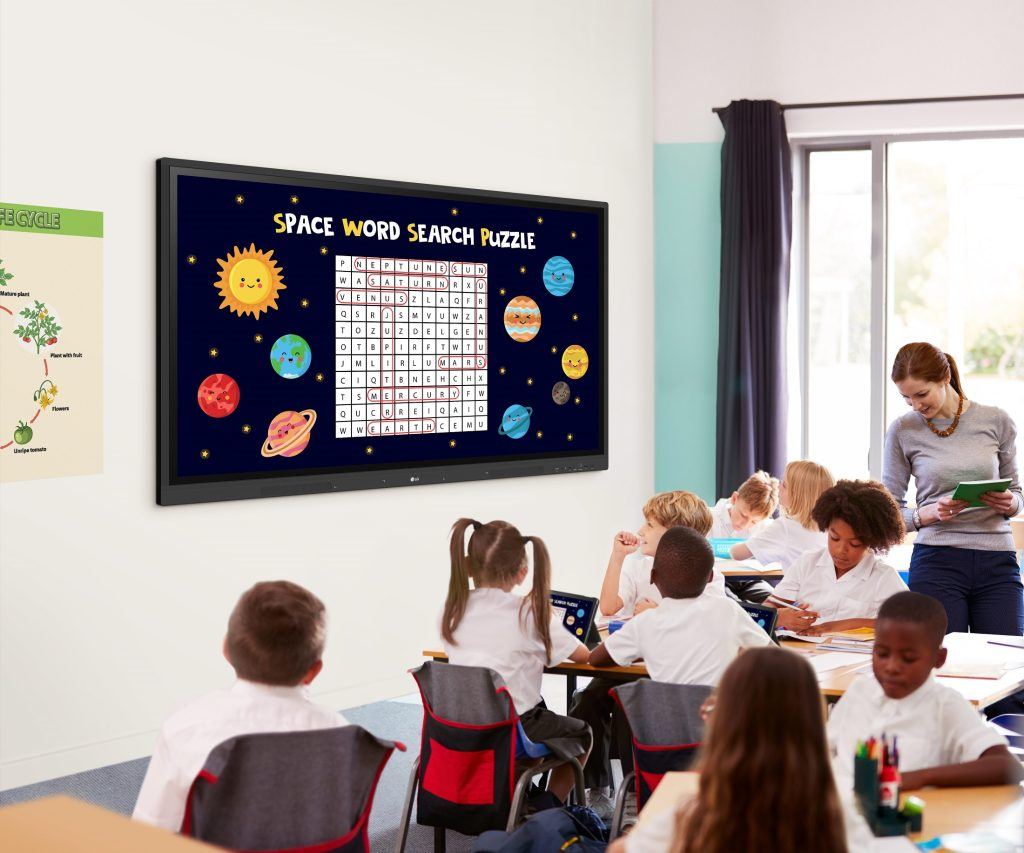 FE CYCLE
Mature plant
Plant with fruit
Flowers
Unripe tomato
SPACE WORD SEARCH PUZZLE
P N E P T U N E S U N
W A S A T U R N R X U
V E N U S Z L A Q F R
Q S R J S M V U W Z A
T O Z U Z D E L G E N
O T B P I R F T W T U
J M L I R L U M A R S
C I Q T B N E H C H X
T S M E R C U R Y F W
Q U C R
W W E A R T H C E M U
LG